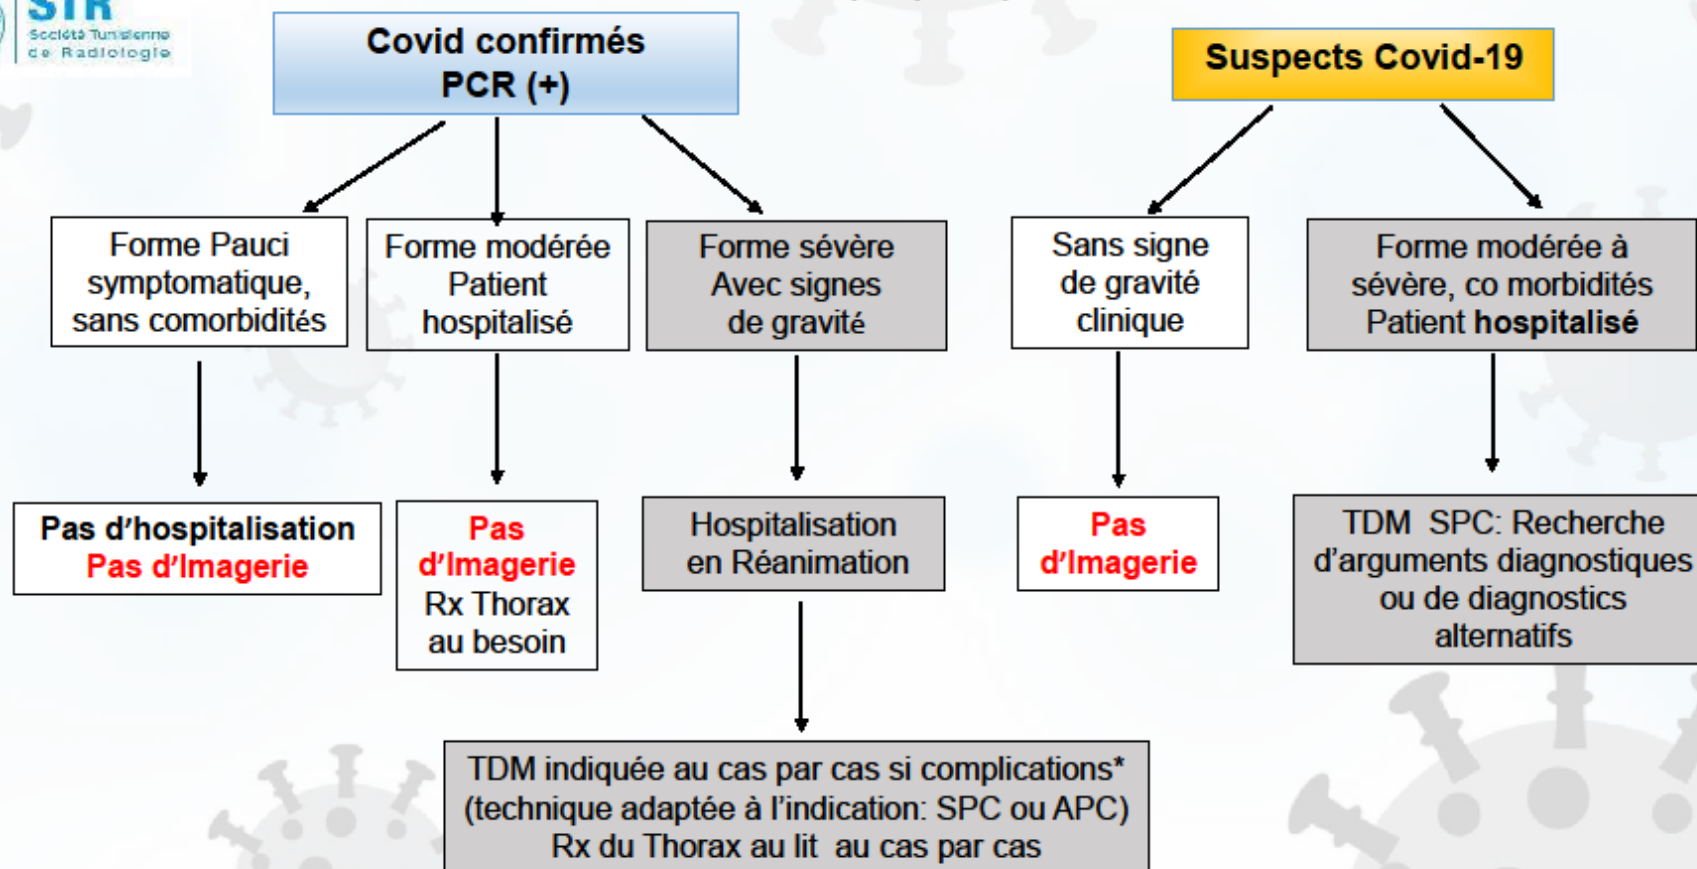 STR
Société Tunisienne
de Radiologie
Covid confirmés
PCR (+)
Suspects Covid-19
Forme Pauci
symptomatique,
sans comorbidités
Forme modérée
Patient
hospitalisé
Forme sévère
Avec signes
de gravité
Sans signe
de gravité
clinique
Forme modérée à
sévère, co morbidités
Patient hospitalisé
Pas d'hospitalisation
Pas d'Imagerie
Pas
d'Imagerie
Rx Thorax
au besoin
Hospitalisation
en Réanimation
Pas
d'Imagerie
TDM SPC: Recherche
d'arguments diagnostiques
ou de diagnostics
alternatifs
TDM indiquée au cas par cas si complications*
(technique adaptée à l'indication: SPC ou APC)
Rx du Thorax au lit au cas par cas